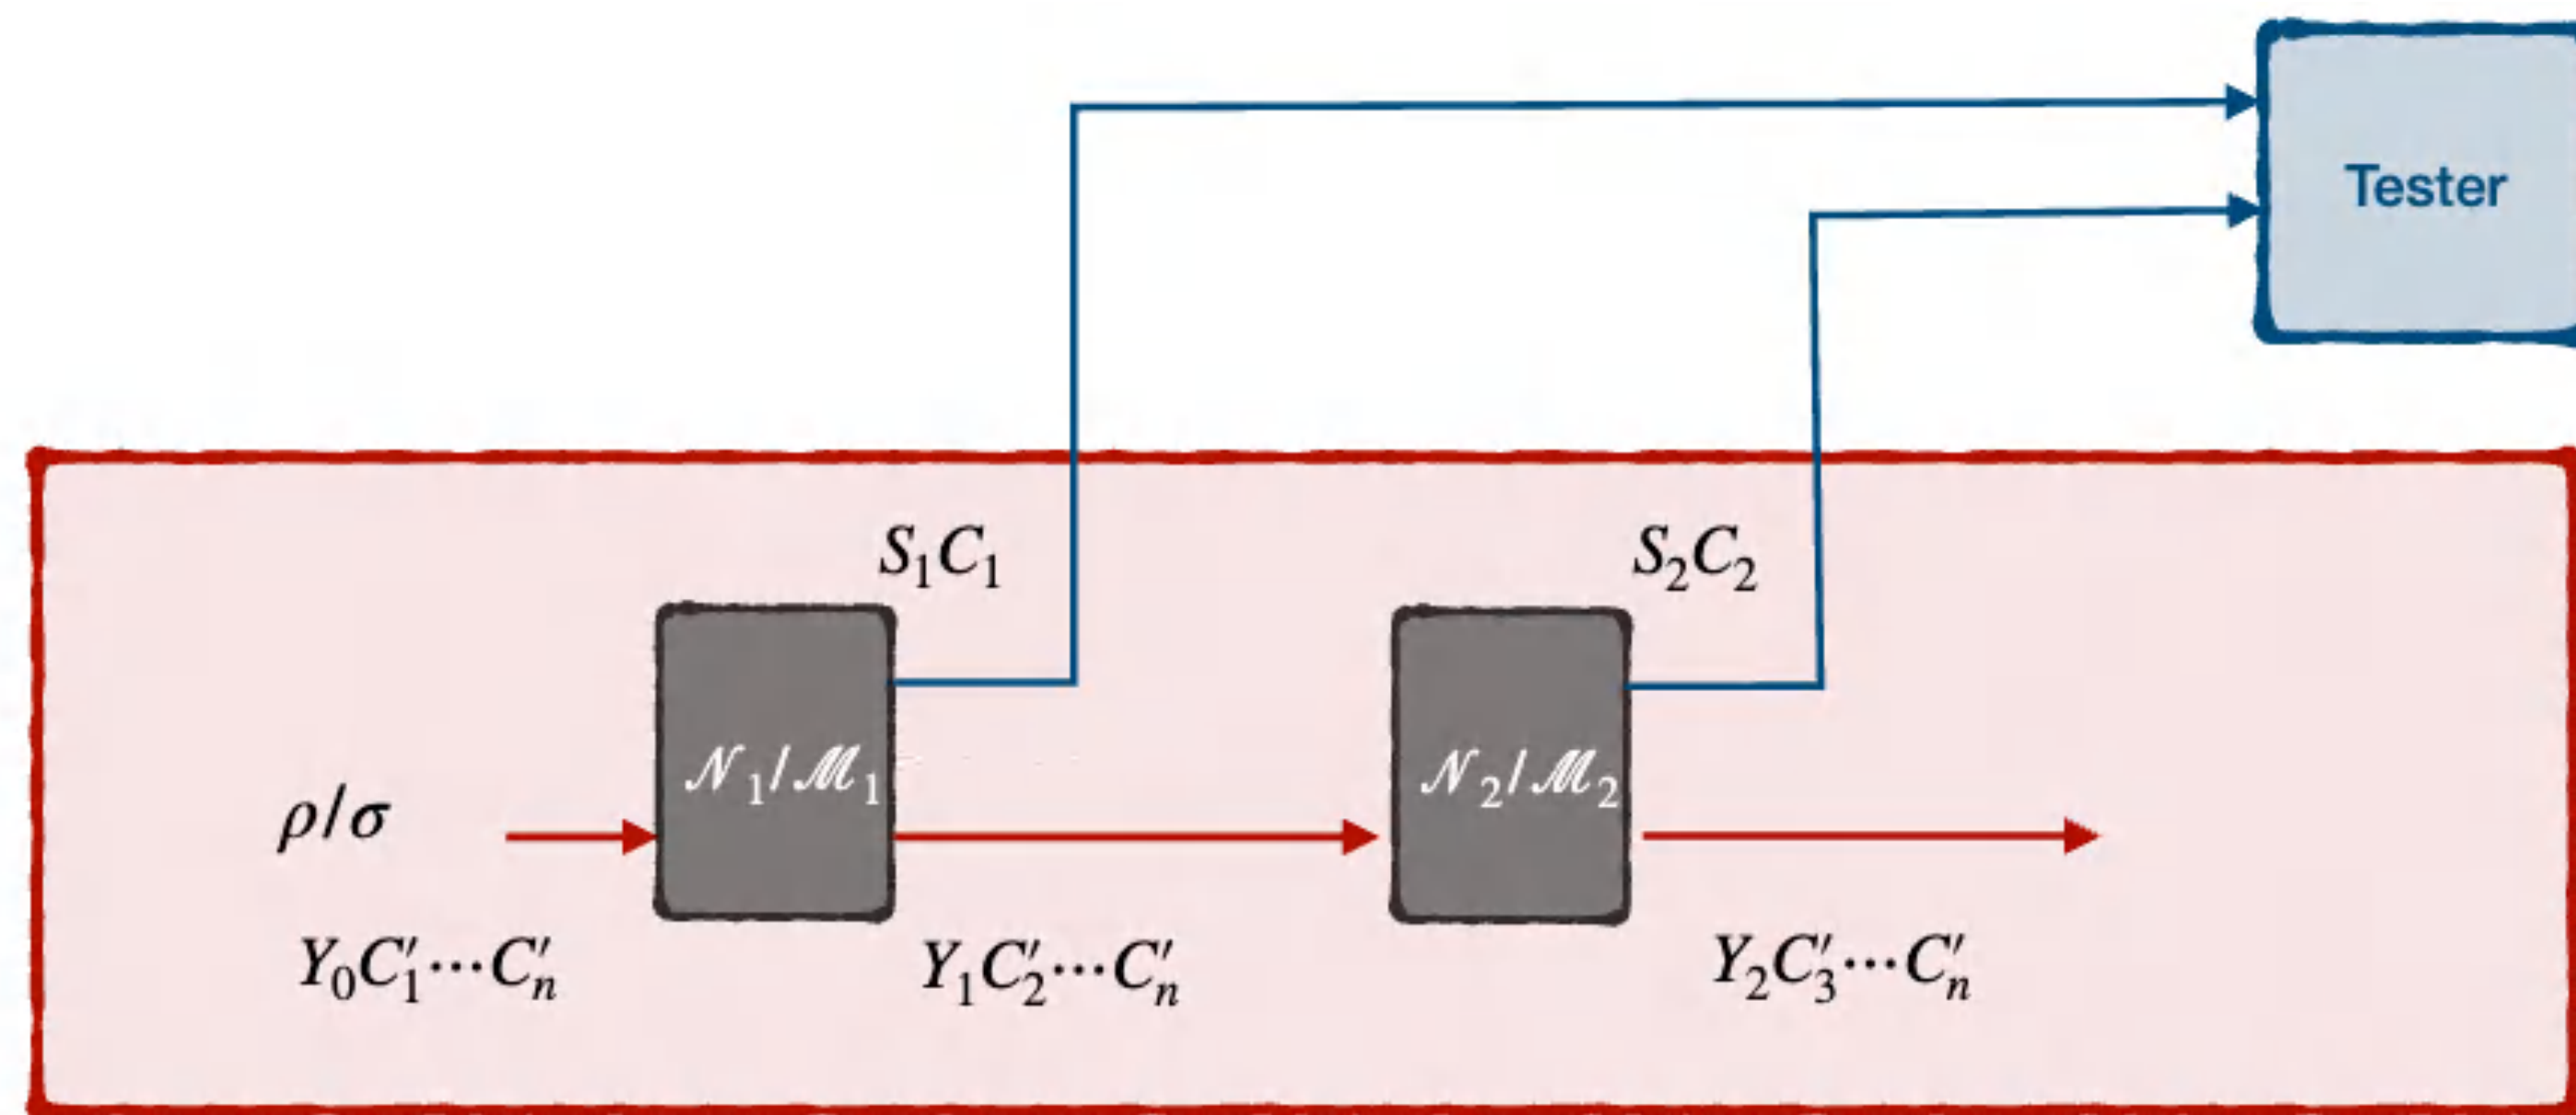 Tester
S₁C₁
S₂C₂
ρ/σ
𝒩₁/ℳ₁
𝒩₂/ℳ₂
Y₀C′₁⋯C′ₙ
Y₁C′₂⋯C′ₙ
Y₂C′₃⋯C′ₙ